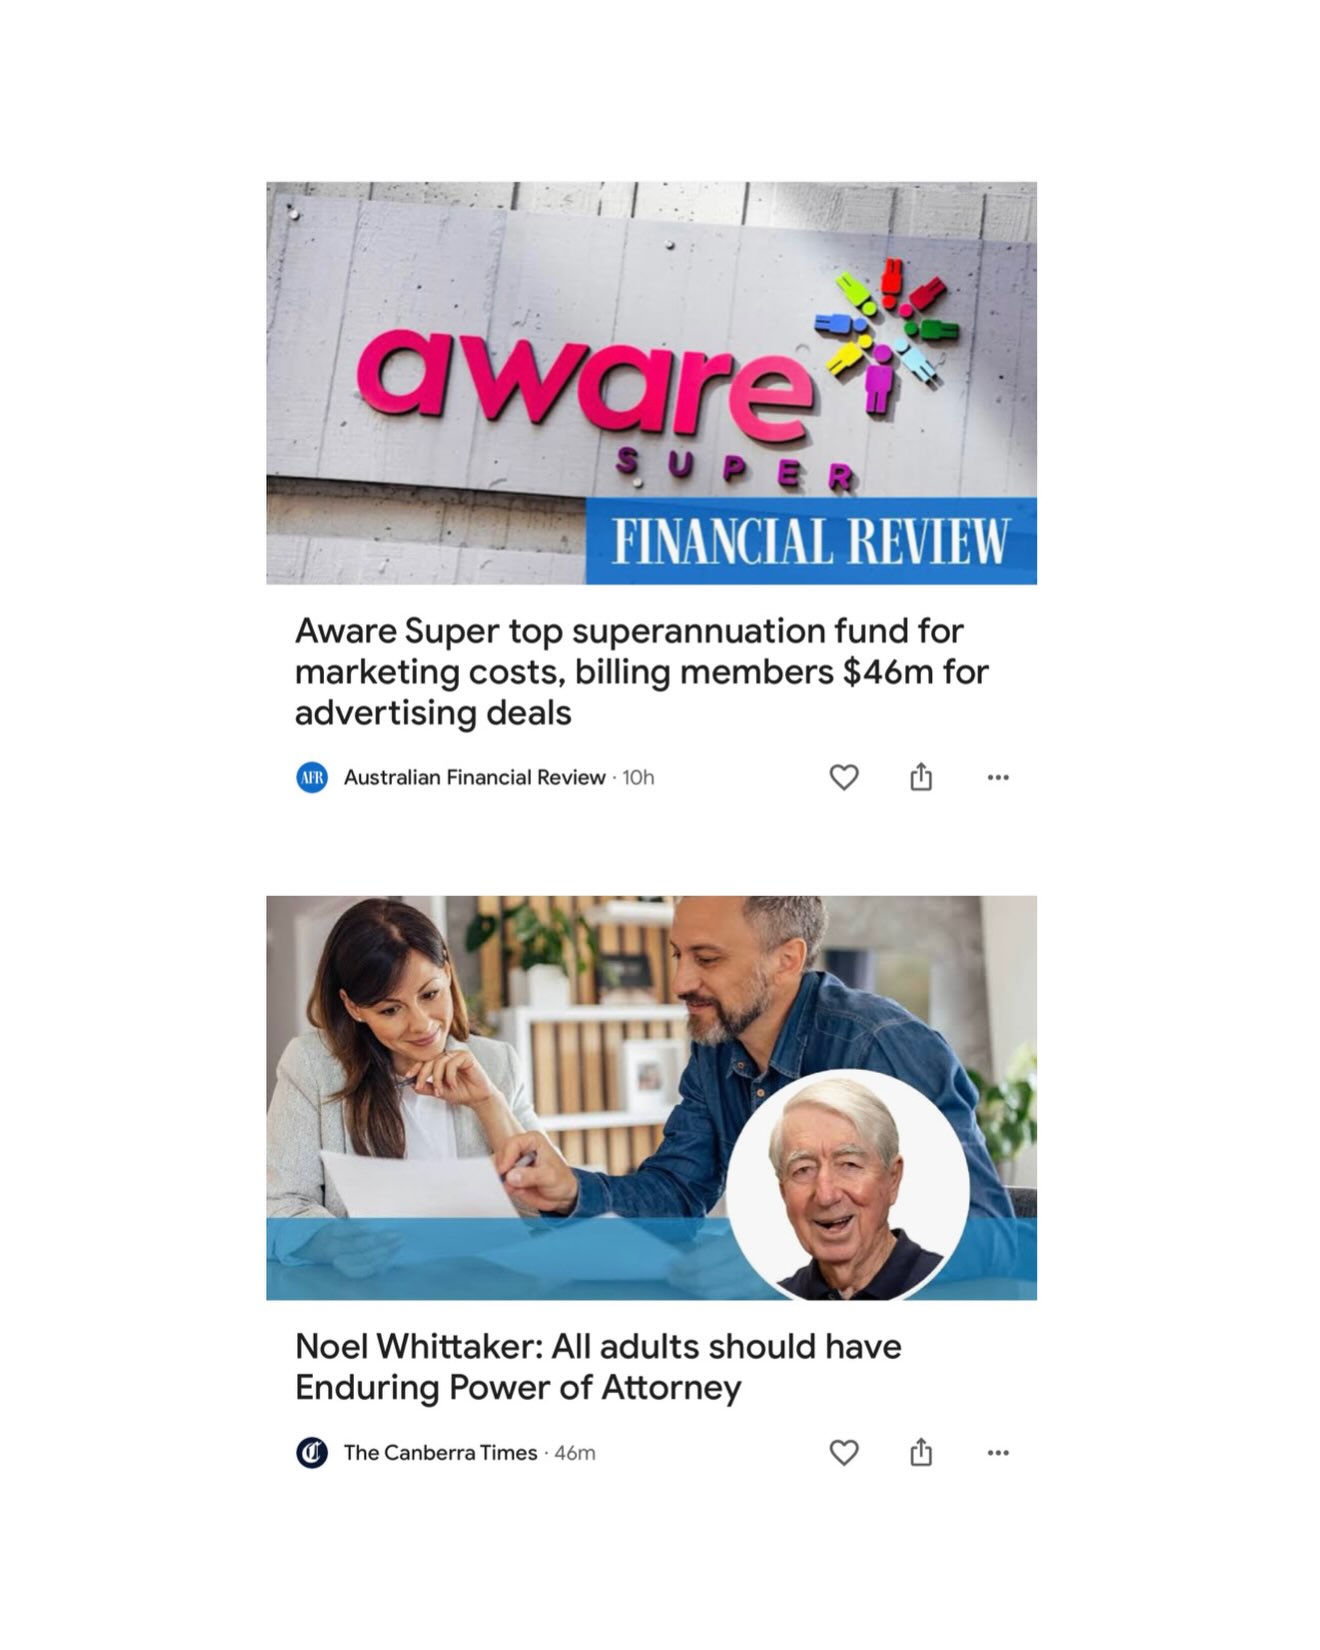 aware
SUPER
FINANCIAL REVIEW
Aware Super top superannuation fund for
marketing costs, billing members $46m for
advertising deals
AFR Australian Financial Review · 10h
Noel Whittaker: All adults should have
Enduring Power of Attorney
The Canberra Times · 46m